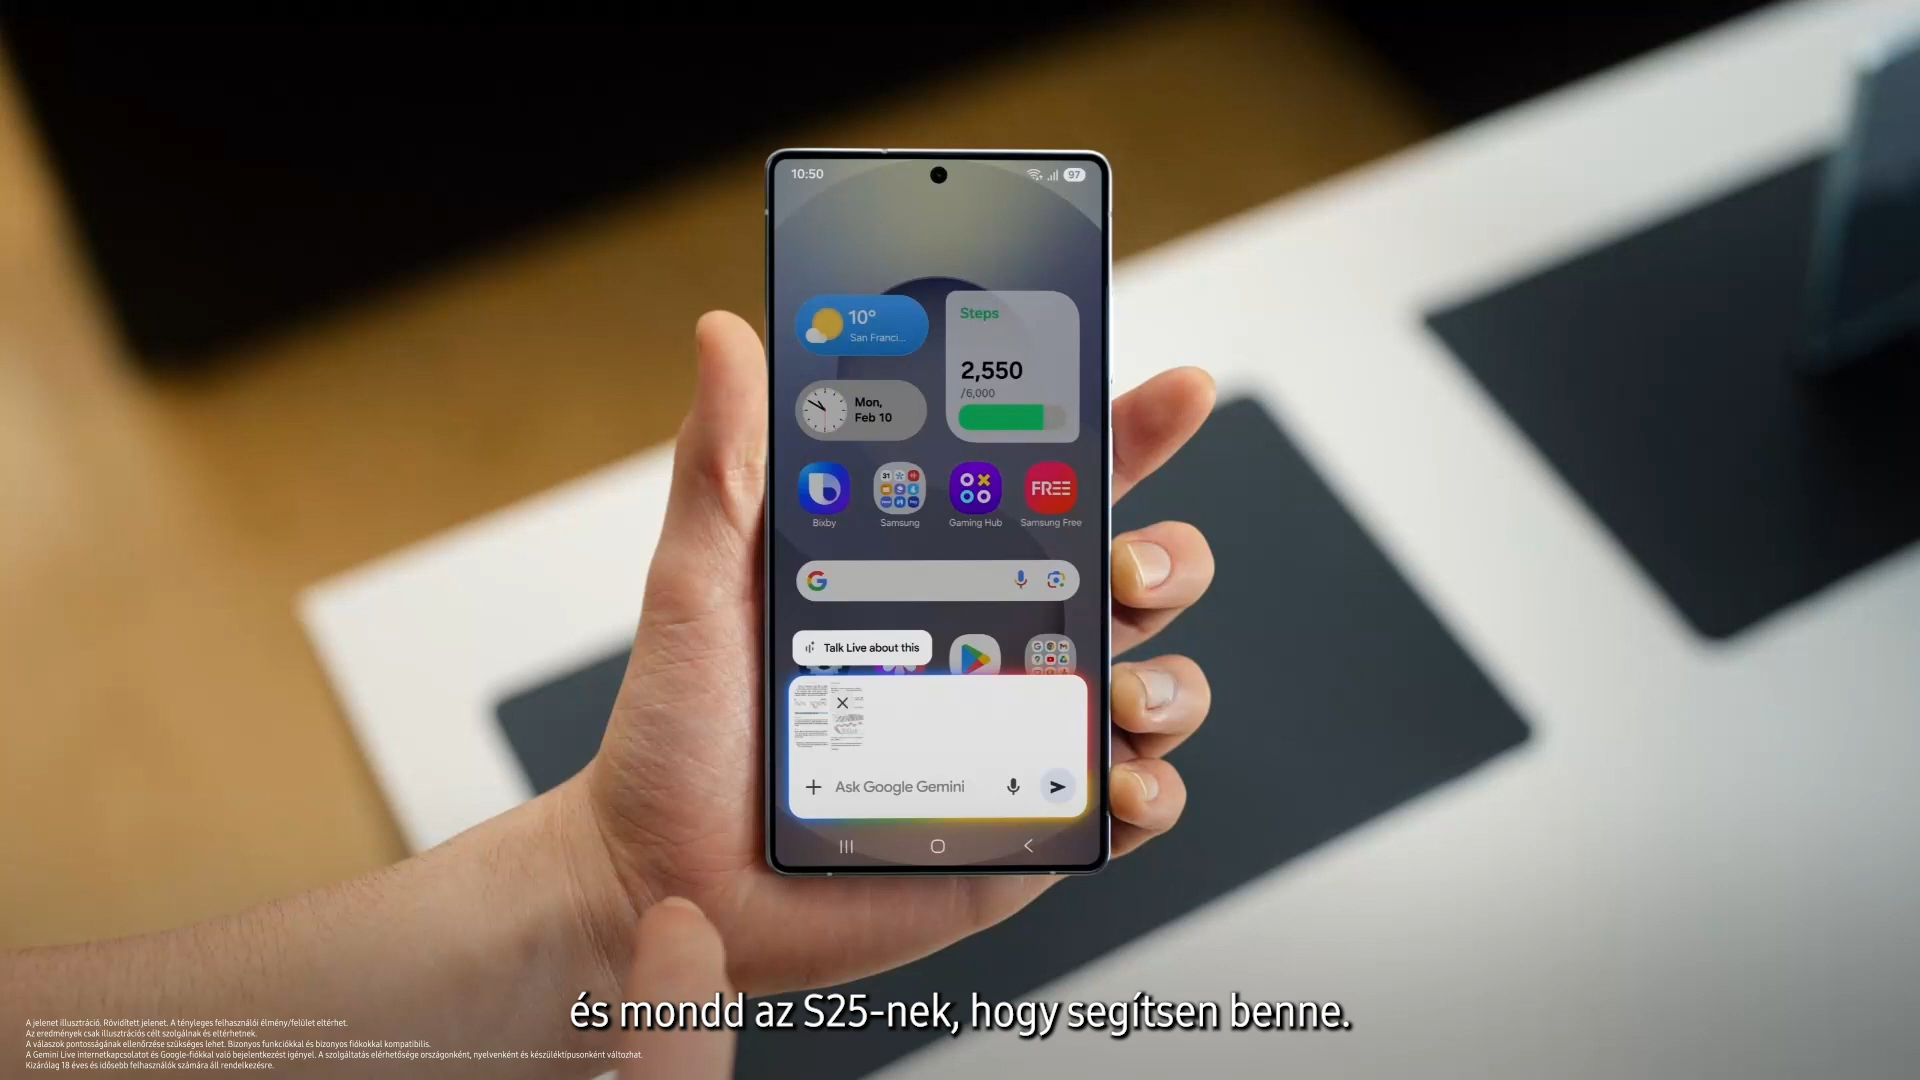 10:50
97
10°
San Franci...
Steps
2,550
/6,000
Mon,
Feb 10
31
FREE
Bixby
Samsung
Gaming Hub
Samsung Free
Talk Live about this
Ask Google Gemini
és mondd az S25-nek, hogy segítsen benne.
A jelenet illusztráció. Rövidített jelenet. A tényleges felhasználói élmény/felület eltérhet.
Az eredmények csak illusztrációs célt szolgálnak és eltérhetnek.
A válaszok pontosságának ellenőrzése szükséges lehet. Bizonyos funkciókkal és bizonyos fiókokkal kompatibilis.
A Gemini Live internetkapcsolatot és Google-fiókkal való bejelentkezést igényel. A szolgáltatás elérhetősége országonként, nyelvenként és készüléktípusonként változhat.
Kizárólag 18 éves és idősebb felhasználók számára áll rendelkezésre.